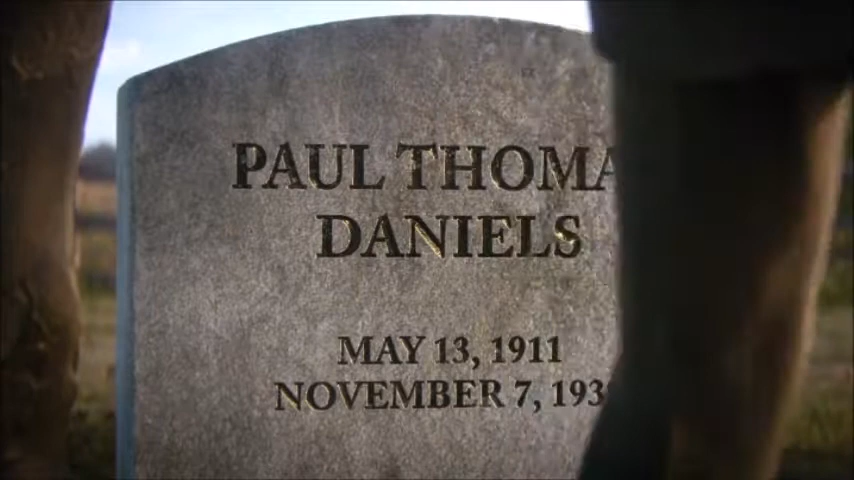 PAUL THOMA
DANIELS
MAY 13, 1911
NOVEMBER 7, 193